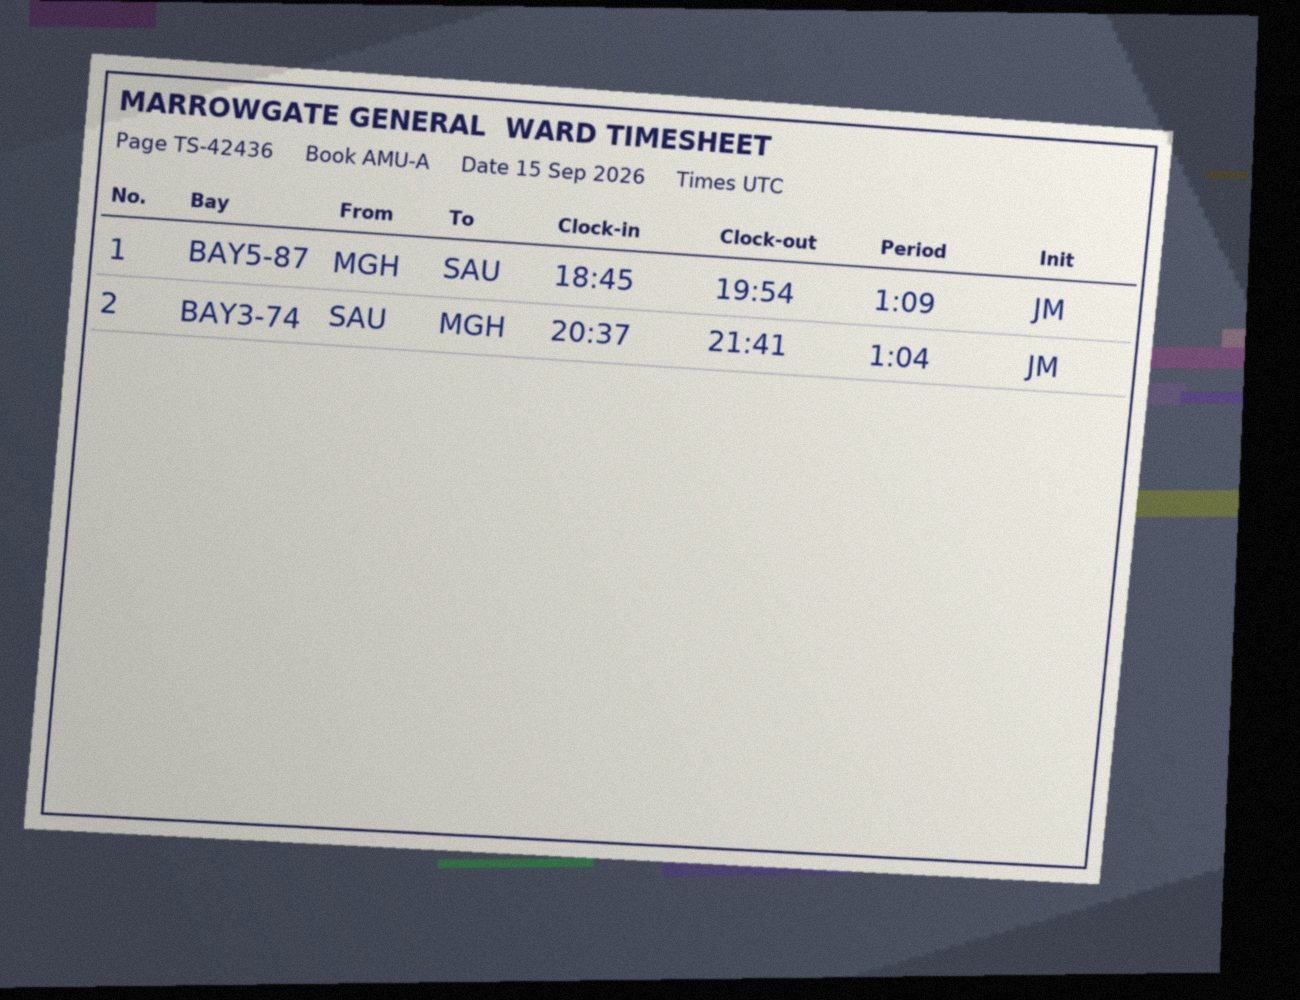 MARROWGATE GENERAL WARD TIMESHEET
Page TS-42436 Book AMU-A Date 15 Sep 2026 Times UTC
No. Bay From To Clock-in Clock-out Period Init
1 BAY5-87 MGH SAU 18:45 19:54 1:09 JM
2 BAY3-74 SAU MGH 20:37 21:41 1:04 JM